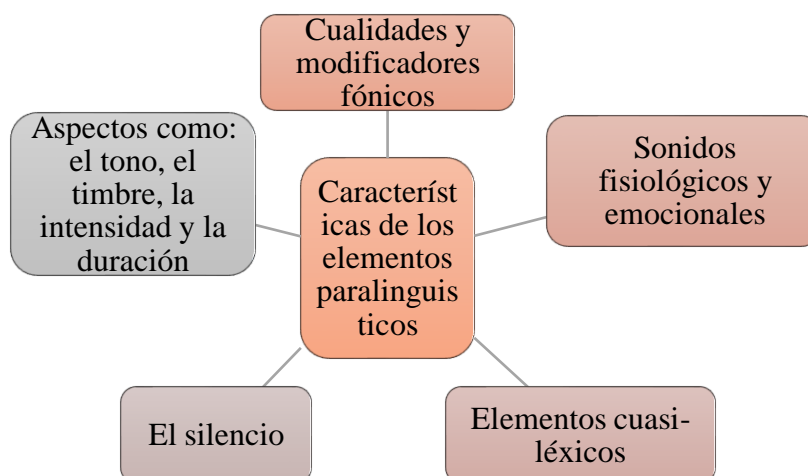 Cualidades y
modificadores
fónicos
Aspectos como:
el tono, el
timbre, la
intensidad y la
duración
Sonidos
fisiológicos y
emocionales
Característ
icas de los
elementos
paralinguis
ticos
El silencio
Elementos cuasi-
léxicos